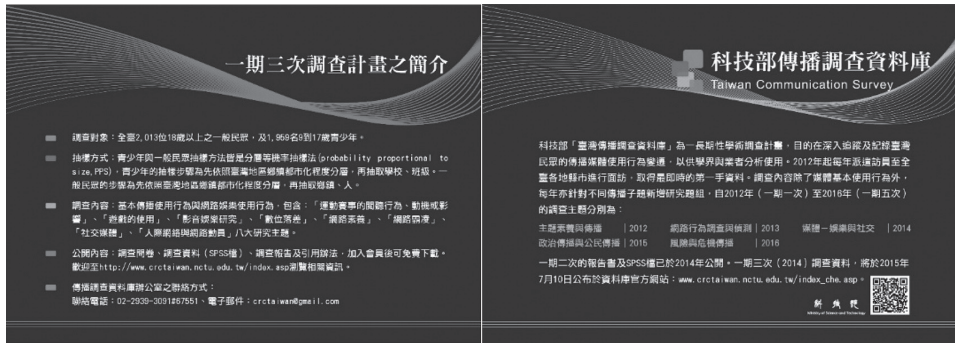 一期三次調查計畫之簡介
調查對象：全臺2,013位18歲以上之一般民眾，及1,959名9到17歲青少年。
抽樣方式：青少年與一般民眾抽樣方法皆是分層等機率抽樣法(probability proportional to
size,PPS)，青少年的抽樣步驟為先依照臺灣地區鄉鎮都市化程度分層，再抽取學校、班級。一
般民眾的步驟為先依照臺灣地區鄉鎮都市化程度分層，再抽取鄉鎮、人。
調查內容：基本傳播使用行為與網路娛樂使用行為，包含：「運動賽事的閱聽行為、動機或影
響」、「遊戲的使用」、「影音娛樂研究」、「數位落差」、「網路素養」、「網路霸凌」、
「社交媒體」、「人際網絡與網路動員」八大研究主題。
公開內容：調查問卷、調查資料（SPSS檔）、調查報告及引用辦法，加入會員後可免費下載。
歡迎至http://www.crctaiwan.nctu.edu.tw/index.asp瀏覽相關資訊。
傳播調查資料庫辦公室之聯絡方式：
聯絡電話：02-2939-3091#67551、電子郵件：crctaiwan@gmail.com
科技部傳播調查資料庫
Taiwan Communication Survey
科技部「臺灣傳播調查資料庫」為一長期性學術調查計畫，目的在深入追蹤及記錄臺灣
民眾的傳播媒體使用行為變遷，以供學界與業者分析使用。2012年起每年派遣訪員至全
臺各地縣市進行面訪，取得最即時的第一手資料。調查內容除了媒體基本使用行為外，
每年亦針對不同傳播子題新增研究題組，自2012年（一期一次）至2016年（一期五次）
的調查主題分別為：
主題素養與傳播｜2012 網路行為調查與偵測｜2013 媒體－娛樂與社交｜2014
政治傳播與公民傳播｜2015 風險與危機傳播｜2016
一期二次的報告書及SPSS檔已於2014年公開。一期三次（2014）調查資料，將於2015年
7月10日公布於資料庫官方網站：www.crctaiwan.nctu.edu.tw/index_che.asp。
科技部
Ministry of Science and Technology